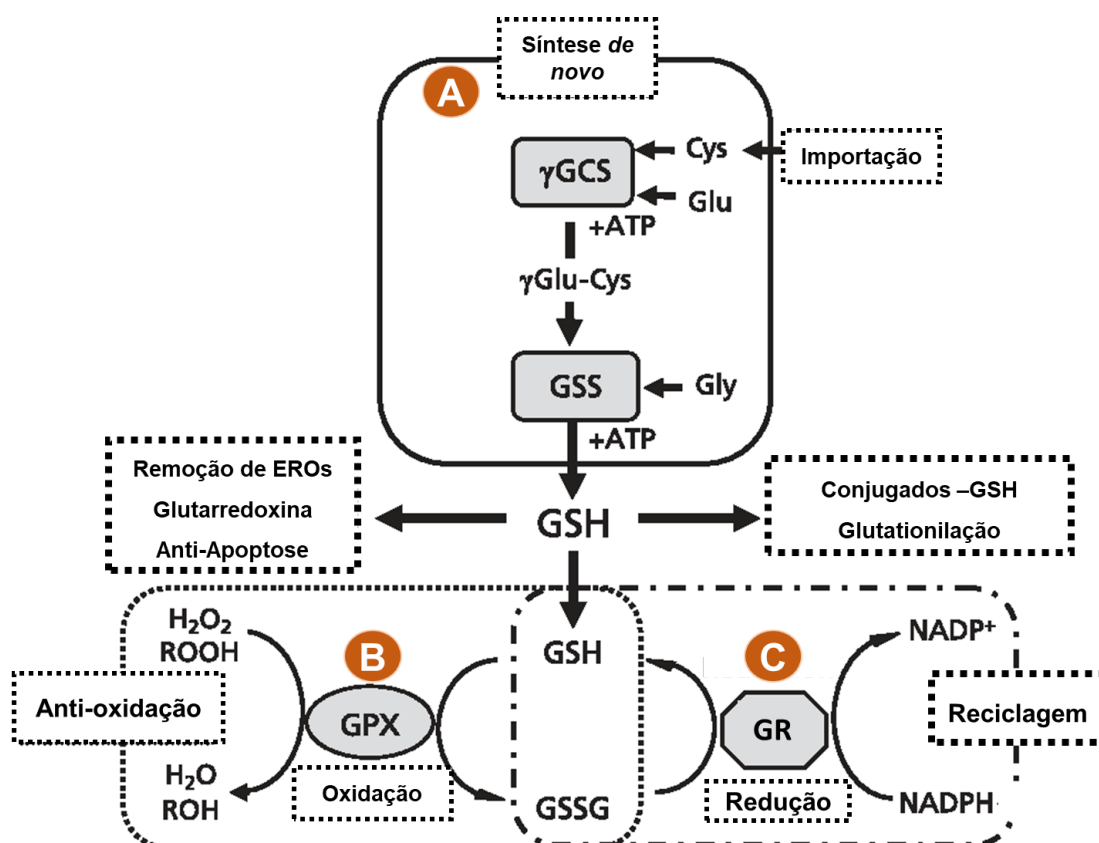 Síntese de
novo
A
Cys
Importação
γGCS
Glu
+ATP
γGlu-Cys
GSS
Gly
+ATP
Remoção de EROs
Glutarredoxina
Anti-Apoptose
GSH
Conjugados –GSH
Glutationilação
H₂O₂
ROOH
B
GSH
C
NADP⁺
Anti-oxidação
GPX
GR
Reciclagem
H₂O
ROH
Oxidação
GSSG
Redução
NADPH